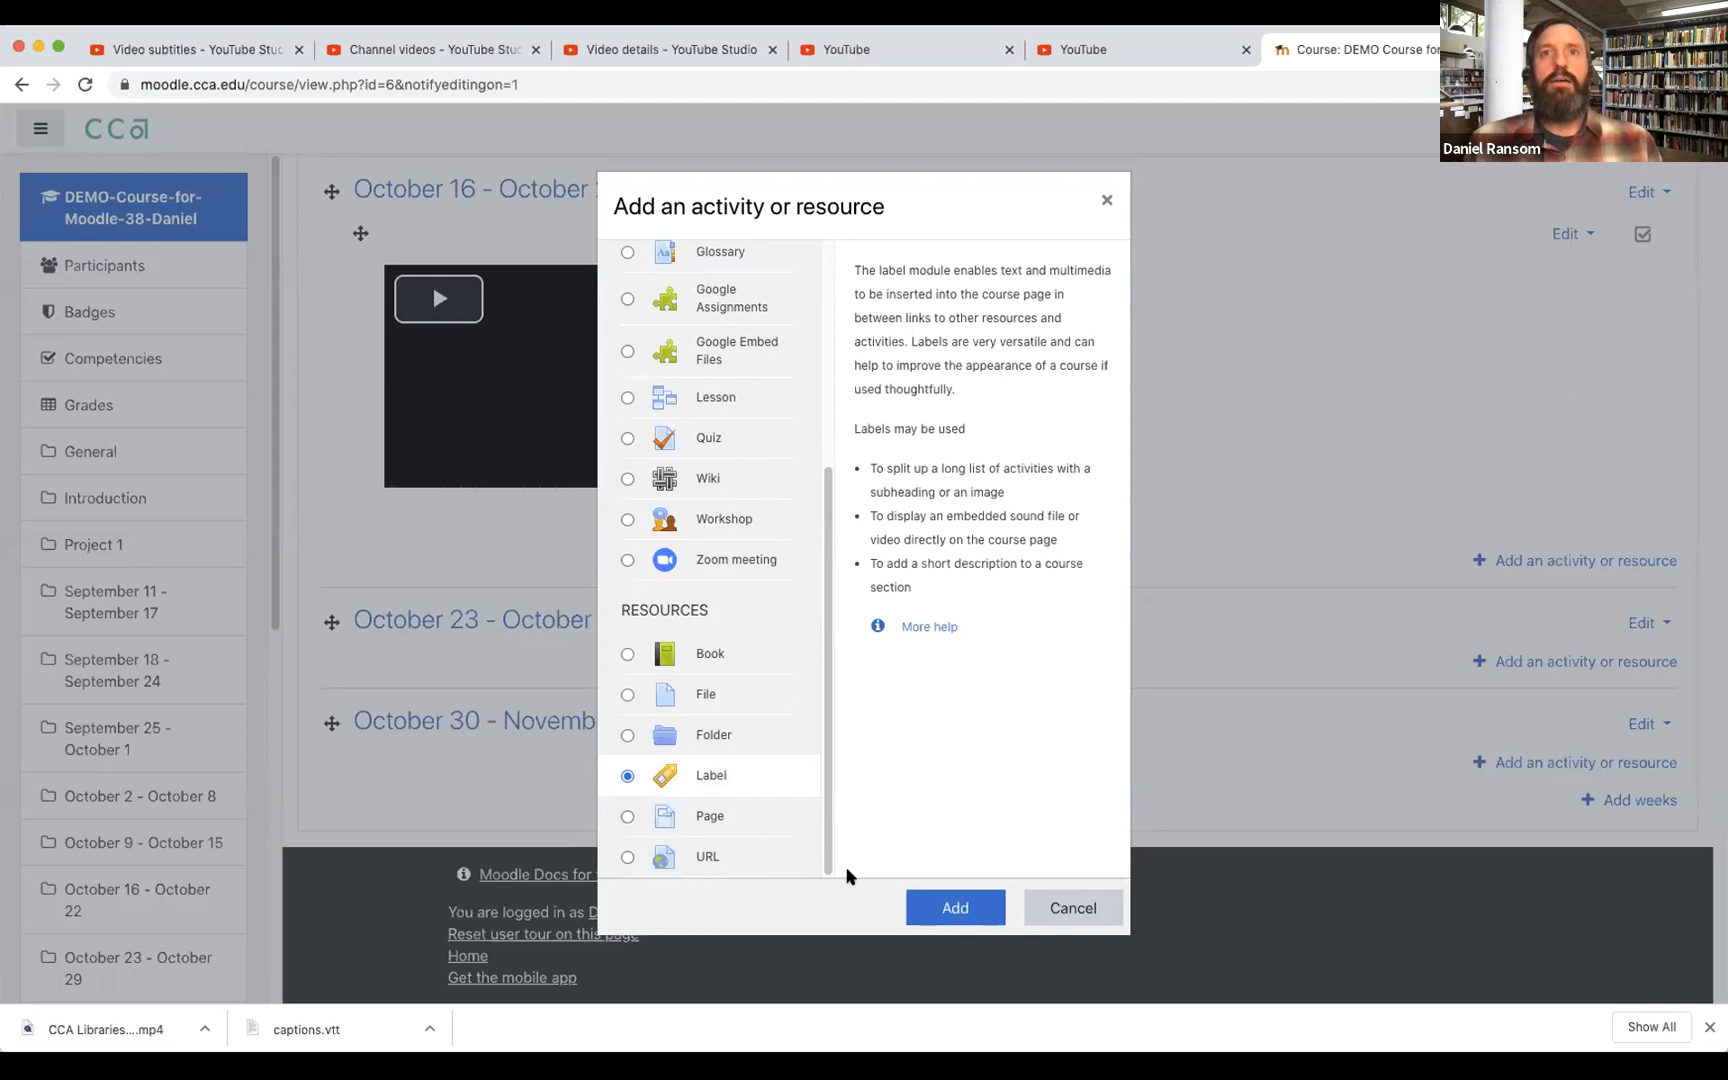 Video subtitles - YouTube Stu
Channel videos - YouTube Stu
Video details - YouTube Studio
YouTube
YouTube
Course: DEMO Course for
moodle.cca.edu/course/view.php?id=6&notifyeditingon=1
Daniel Ransom
CCA
DEMO-Course-for-
Moodle-38-Daniel
Participants
Badges
Competencies
Grades
General
Introduction
Project 1
September 11 -
September 17
September 18 -
September 24
September 25 -
October 1
October 2 - October 8
October 9 - October 15
October 16 - October
22
October 23 - October
29
October 16 - October
Edit
Edit
Add an activity or resource
October 23 - October
Edit
Add an activity or resource
October 30 - Novemb
Edit
Add an activity or resource
Add weeks
Add an activity or resource
Glossary
Google
Assignments
Google Embed
Files
Lesson
Quiz
Wiki
Workshop
Zoom meeting
RESOURCES
Book
File
Folder
Label
Page
URL
The label module enables text and multimedia
to be inserted into the course page in
between links to other resources and
activities. Labels are very versatile and can
help to improve the appearance of a course if
used thoughtfully.
Labels may be used
To split up a long list of activities with a
subheading or an image
To display an embedded sound file or
video directly on the course page
To add a short description to a course
section
More help
Add
Cancel
Moodle Docs for
You are logged in as D
Reset user tour on this page
Home
Get the mobile app
CCA Libraries....mp4
captions.vtt
Show All